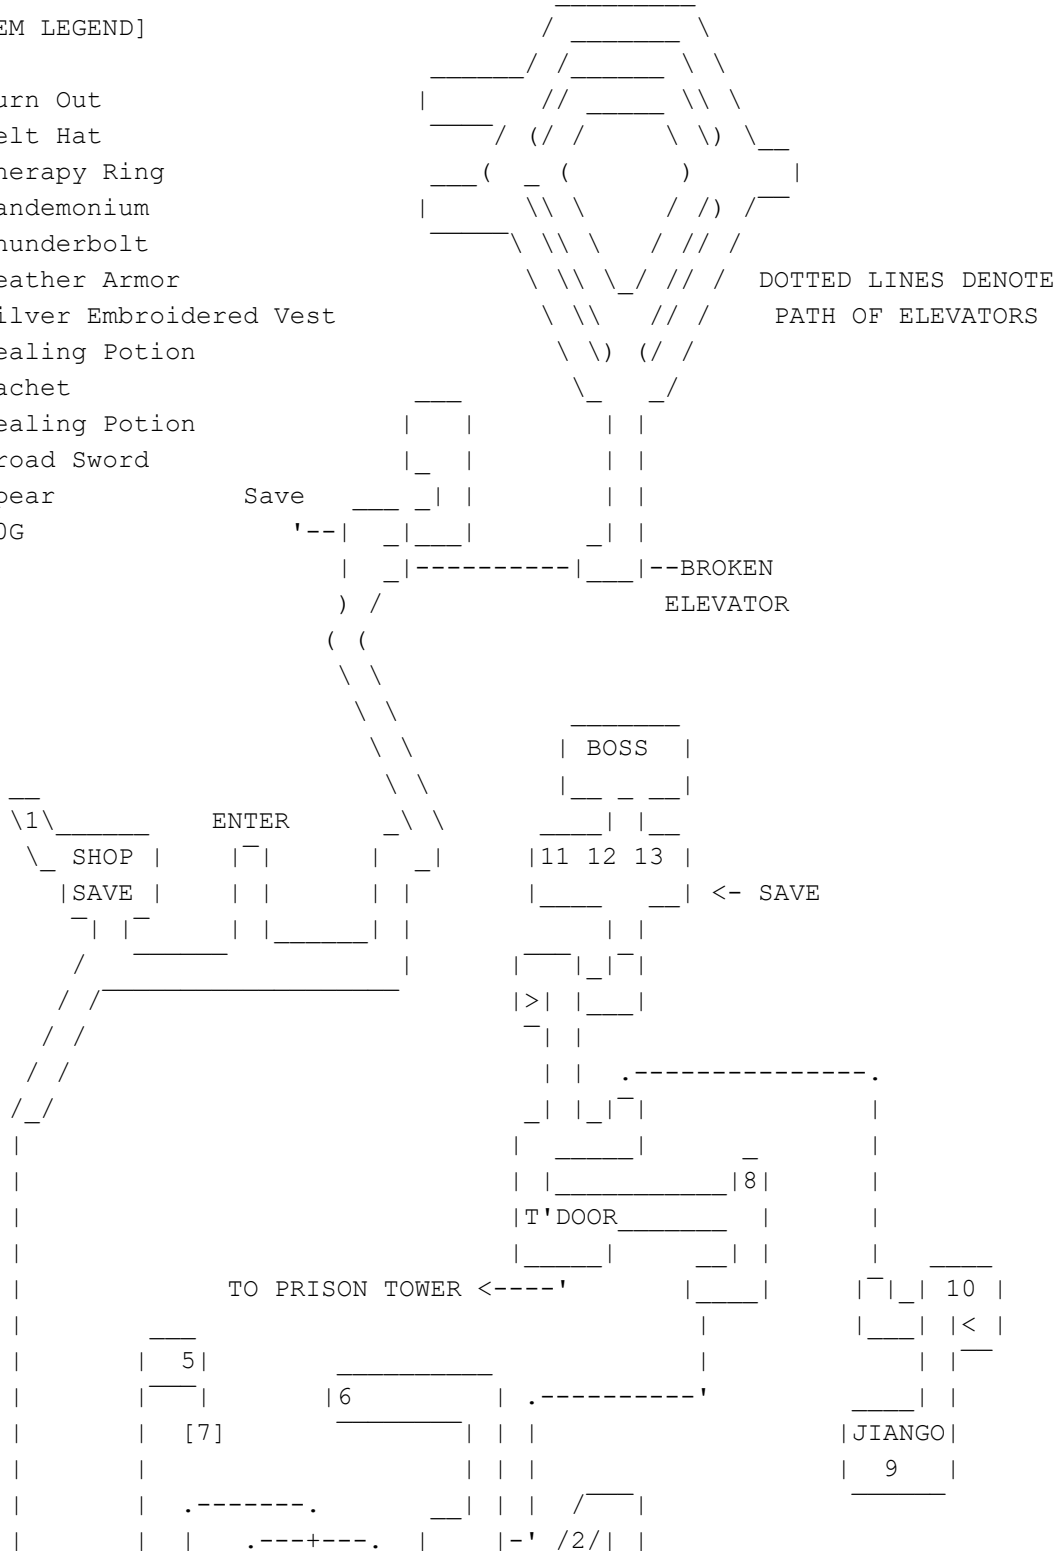 EM LEGEND]
urn Out
elt Hat
herapy Ring
andemonium
hunderbolt
eather Armor
DOTTED LINES DENOTE
ilver Embroidered Vest
PATH OF ELEVATORS
ealing Potion
achet
ealing Potion
road Sword
pear
Save
0G
BROKEN
ELEVATOR
BOSS
1
ENTER
SHOP
11 12 13
SAVE
<- SAVE
>
8
T'DOOR
TO PRISON TOWER <----'
10
<
5
6
[7]
JIANGO
9
2